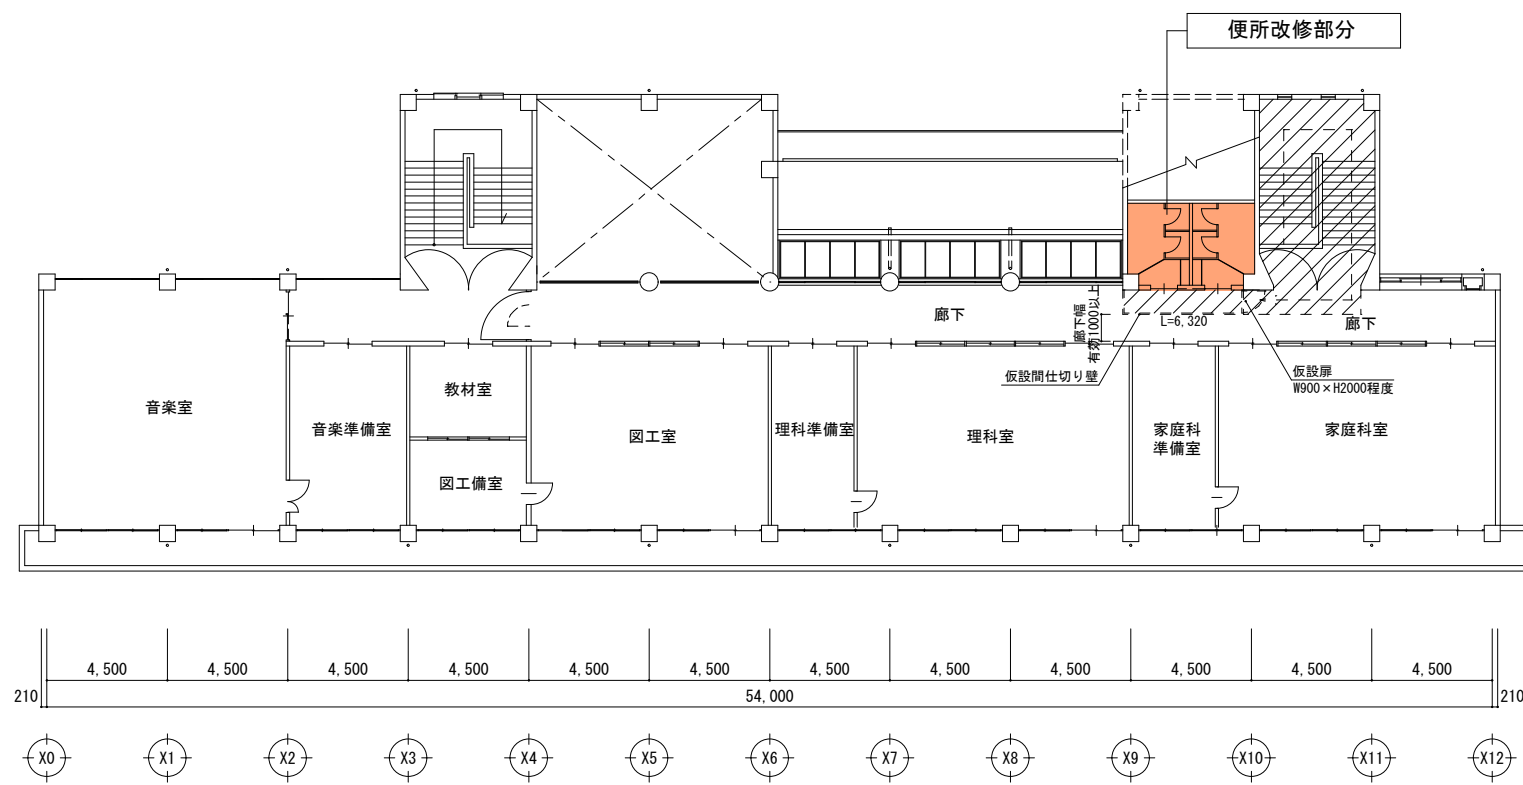 便所改修部分
廊下
L=6,320
廊下
廊下幅
有効1000以上
仮設間仕切り壁
仮設扉
W900×H2000程度
音楽室
音楽準備室
教材室
図工備室
図工室
理科準備室
理科室
家庭科
準備室
家庭科室
4,500 4,500 4,500 4,500 4,500 4,500 4,500 4,500 4,500 4,500 4,500 4,500
210 54,000 210
X0 X1 X2 X3 X4 X5 X6 X7 X8 X9 X10 X11 X12